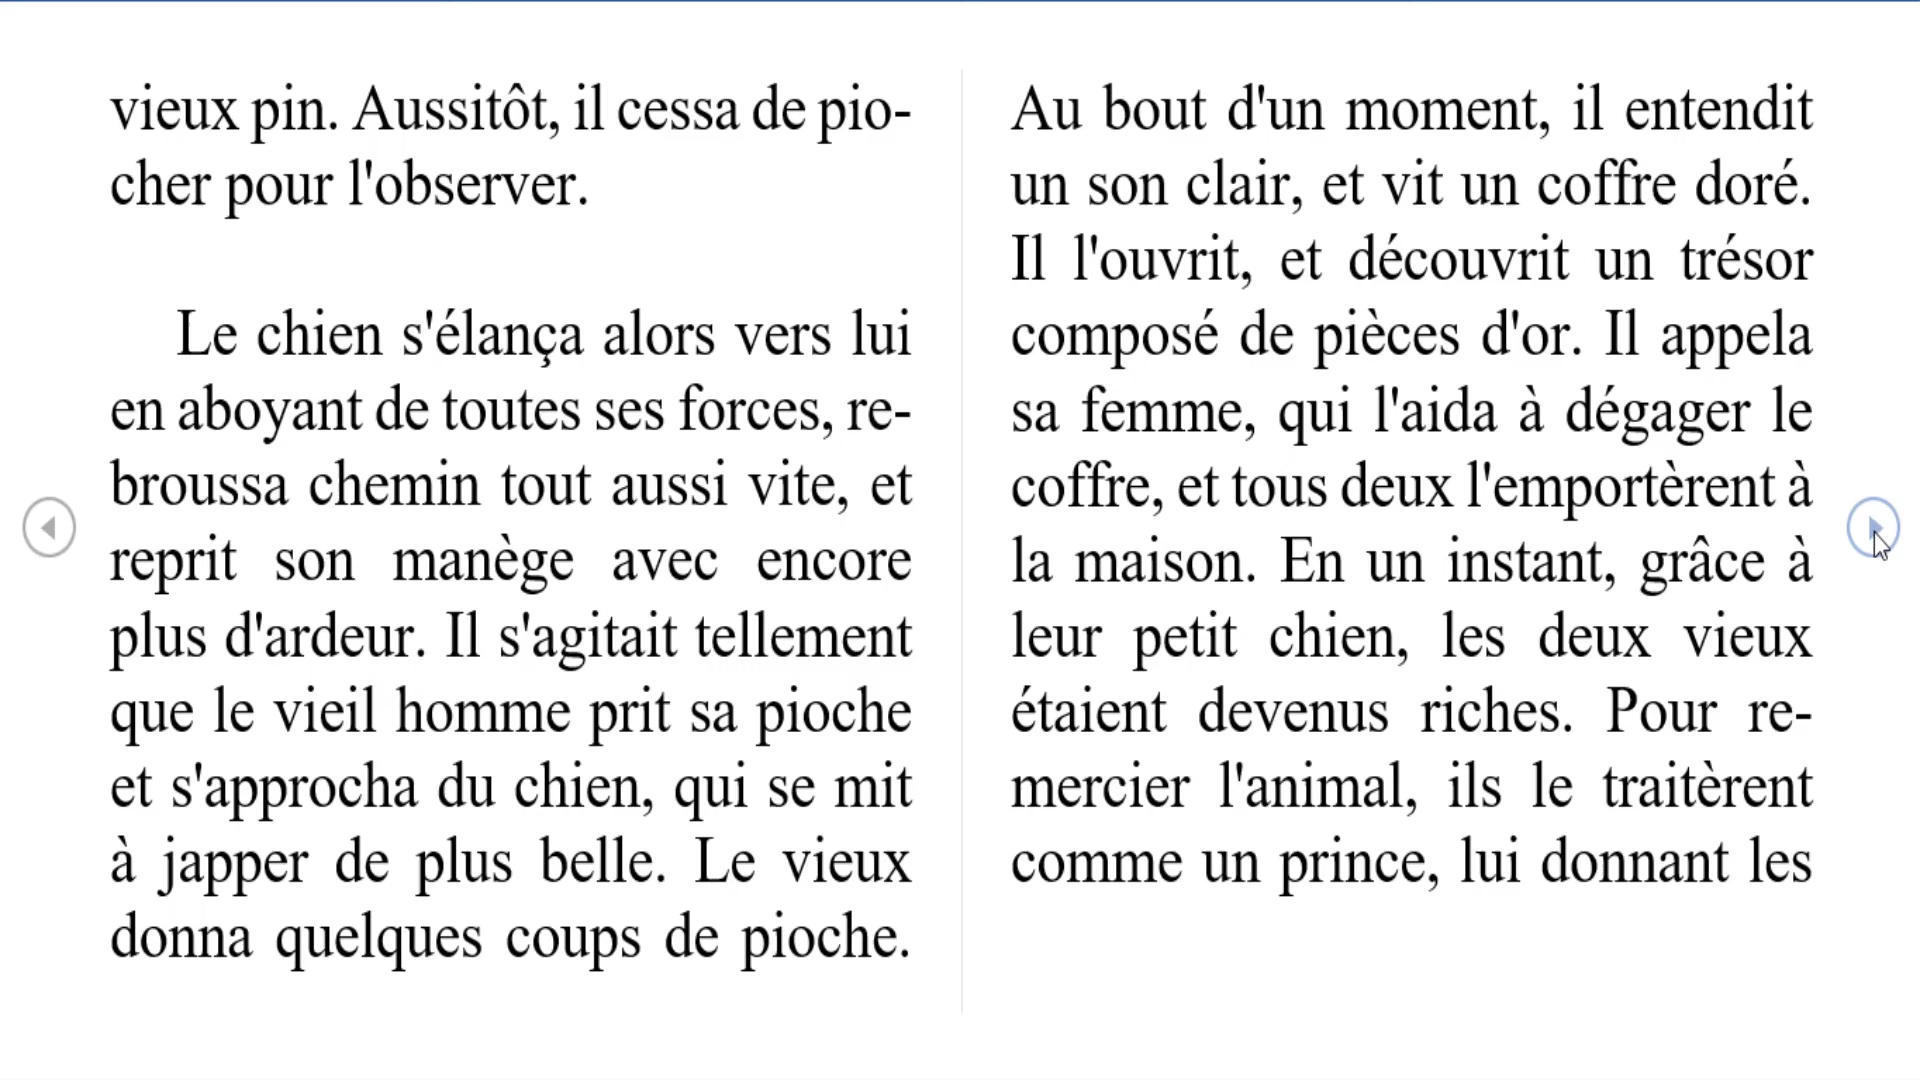 vieux pin. Aussitôt, il cessa de pio-
cher pour l'observer.
Le chien s'élança alors vers lui
en aboyant de toutes ses forces, re-
broussa chemin tout aussi vite, et
reprit son manège avec encore
plus d'ardeur. Il s'agitait tellement
que le vieil homme prit sa pioche
et s'approcha du chien, qui se mit
à japper de plus belle. Le vieux
donna quelques coups de pioche.
Au bout d'un moment, il entendit
un son clair, et vit un coffre doré.
Il l'ouvrit, et découvrit un trésor
composé de pièces d'or. Il appela
sa femme, qui l'aida à dégager le
coffre, et tous deux l'emportèrent à
la maison. En un instant, grâce à
leur petit chien, les deux vieux
étaient devenus riches. Pour re-
mercier l'animal, ils le traitèrent
comme un prince, lui donnant les